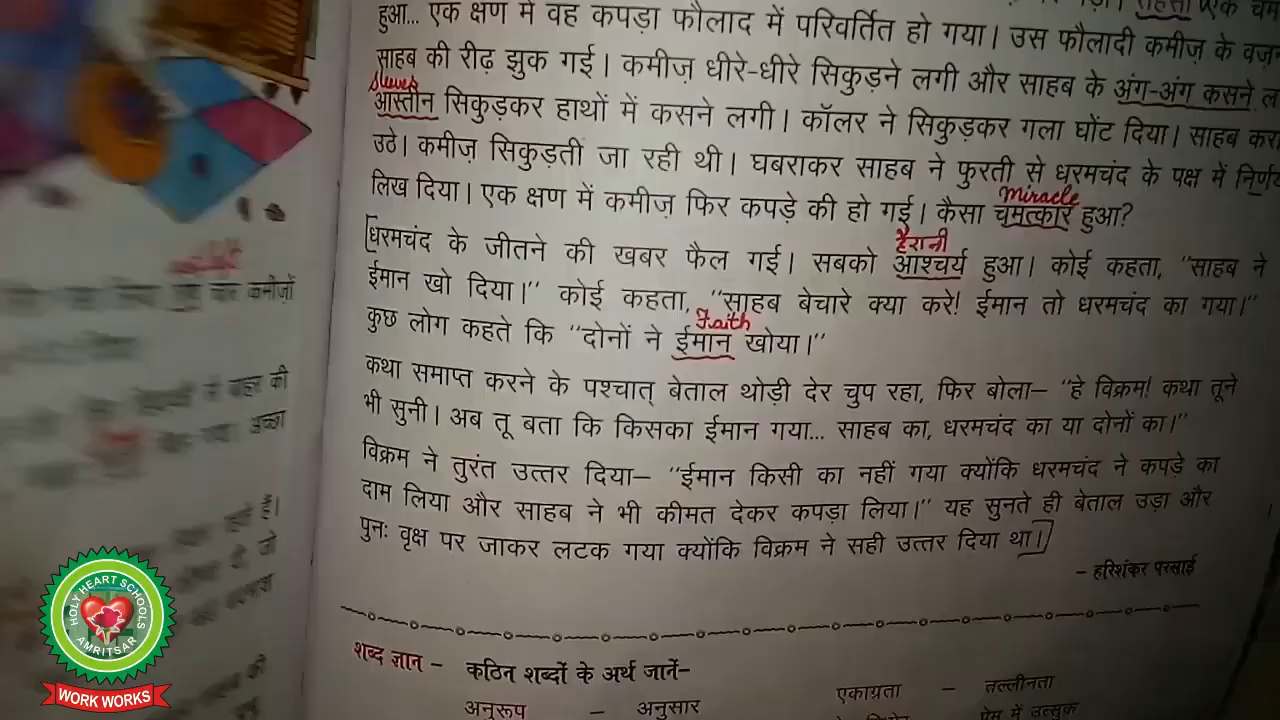 हुआ... एक क्षण में वह कपड़ा फौलाद में परिवर्तित हो गया। उस फौलादी कमीज़ के
साहब की रीढ़ झुक गई। कमीज़ धीरे-धीरे सिकुड़ने लगी और साहब के अंग-अंग कसने
Sleeves
आस्तीन सिकुड़कर हाथों में कसने लगी। कॉलर ने सिकुड़कर गला घोंट दिया। साहब
उठे। कमीज़ सिकुड़ती जा रही थी। घबराकर साहब ने फुरती से धरमचंद के पक्ष में निर्णय
Miracle
लिख दिया। एक क्षण में कमीज़ फिर कपड़े की हो गई। कैसा चमत्कार हुआ?
हैरानी
धरमचंद के जीतने की खबर फैल गई। सबको आश्चर्य हुआ। कोई कहता, "साहब ने
ईमान खो दिया।" कोई कहता, "साहब बेचारे क्या करे! ईमान तो धरमचंद का गया।"
Faith
कुछ लोग कहते कि "दोनों ने ईमान खोया।"
कथा समाप्त करने के पश्चात् बेताल थोड़ी देर चुप रहा, फिर बोला– "हे विक्रम! कथा तूने
भी सुनी। अब तू बता कि किसका ईमान गया... साहब का, धरमचंद का या दोनों का।"
विक्रम ने तुरंत उत्तर दिया– "ईमान किसी का नहीं गया क्योंकि धरमचंद ने कपड़े का
दाम लिया और साहब ने भी कीमत देकर कपड़ा लिया।" यह सुनते ही बेताल उड़ा और
पुनः वृक्ष पर जाकर लटक गया क्योंकि विक्रम ने सही उत्तर दिया था।
– हरिशंकर परसाई
शब्द ज्ञान – कठिन शब्दों के अर्थ जानें–
अनुरूप – अनुसार एकाग्रता – तल्लीनता
प्रेम में उत्सुक
कमीज़ों
बाहर की
अच्छा
HOLY HEART SCHOOLS
AMRITSAR
WORK WORKS